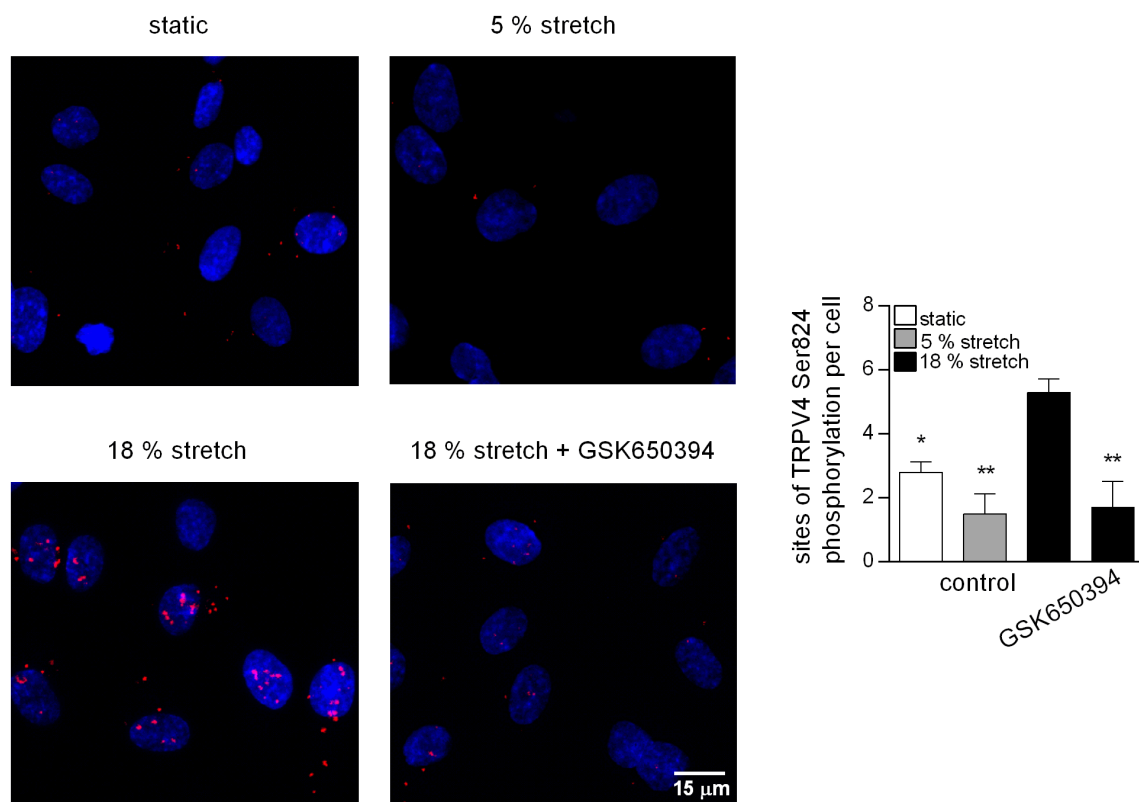 static
5 % stretch
18 % stretch
18 % stretch + GSK650394
15 µm
sites of TRPV4 Ser824
phosphorylation per cell
8
6
4
2
0
static
5 % stretch
18 % stretch
*
**
**
control
GSK650394